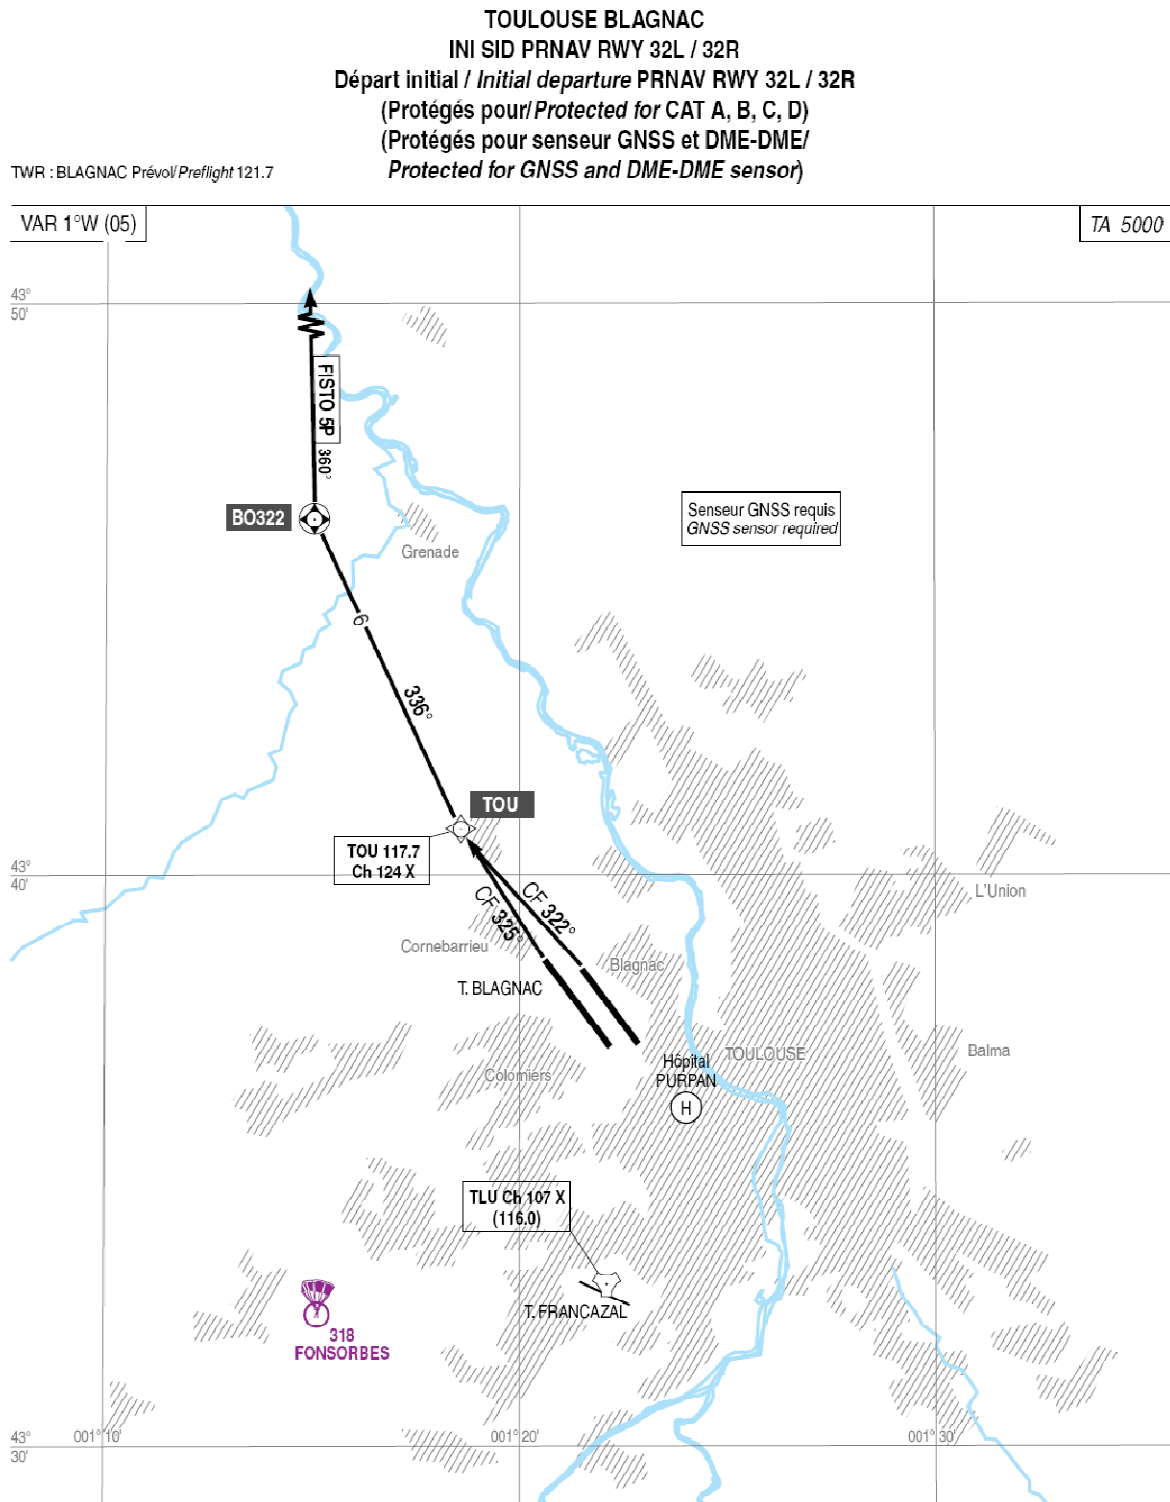 TOULOUSE BLAGNAC
INI SID PRNAV RWY 32L / 32R
Départ initial / Initial departure PRNAV RWY 32L / 32R
(Protégés pour/Protected for CAT A, B, C, D)
(Protégés pour senseur GNSS et DME-DME/
Protected for GNSS and DME-DME sensor)
TWR : BLAGNAC Prévol/Preflight 121.7
VAR 1°W (05)
TA 5000
43°
50'
FISTO 5P
360°
BO322
Senseur GNSS requis
GNSS sensor required
Grenade
6
336°
TOU
TOU 117.7
Ch 124 X
43°
40'
CF 322°
CF 325°
L'Union
Cornebarrieu
Blagnac
T. BLAGNAC
TOULOUSE
Balma
Hôpital
PURPAN
H
Colomiers
TLU Ch 107 X
(116.0)
T. FRANCAZAL
318
FONSORBES
43°
30'
001°10'
001°20'
001°30'